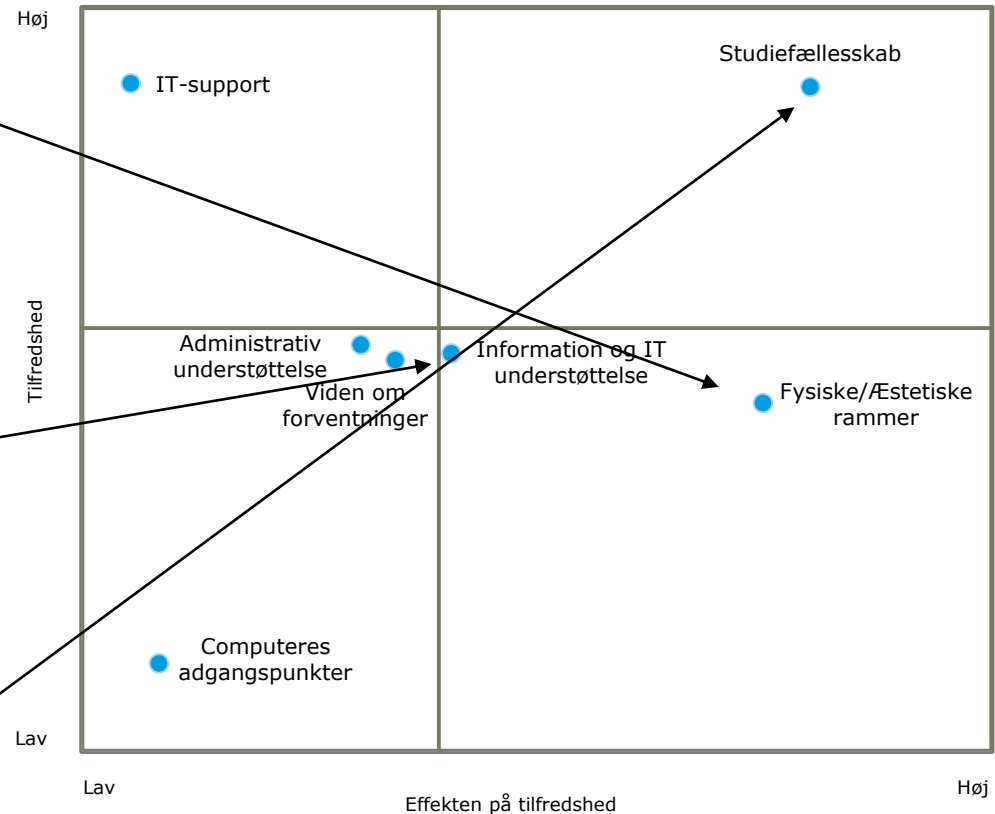 Høj
IT-support
Studiefællesskab
Tilfredshed
Administrativ
understøttelse
Viden om
forventninger
Information og IT
understøttelse
Fysiske/Æstetiske
rammer
Computeres
adgangspunkter
Lav
Lav
Høj
Effekten på tilfredshed